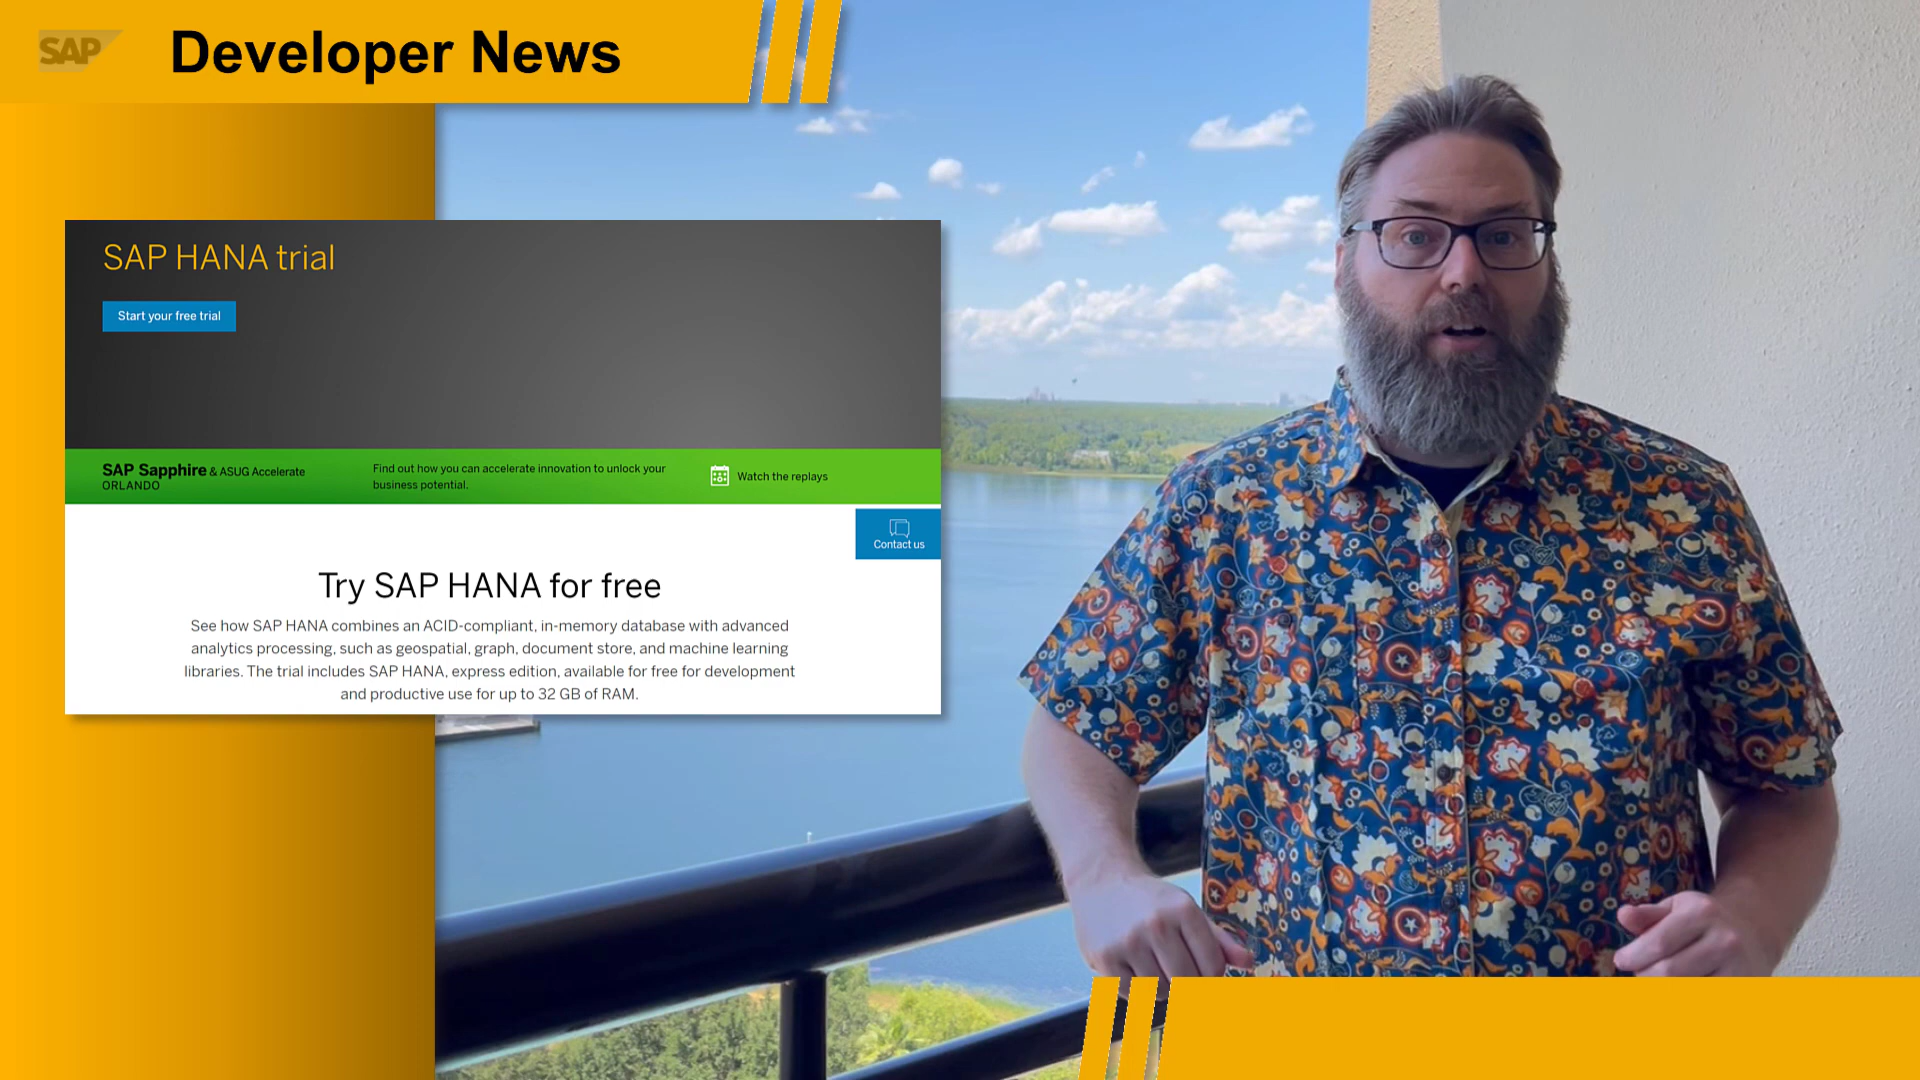 SAP
Developer News
SAP HANA trial
Start your free trial
SAP Sapphire & ASUG Accelerate
ORLANDO
Find out how you can accelerate innovation to unlock your
business potential.
Watch the replays
Contact us
Try SAP HANA for free
See how SAP HANA combines an ACID-compliant, in-memory database with advanced
analytics processing, such as geospatial, graph, document store, and machine learning
libraries. The trial includes SAP HANA, express edition, available for free for development
and productive use for up to 32 GB of RAM.